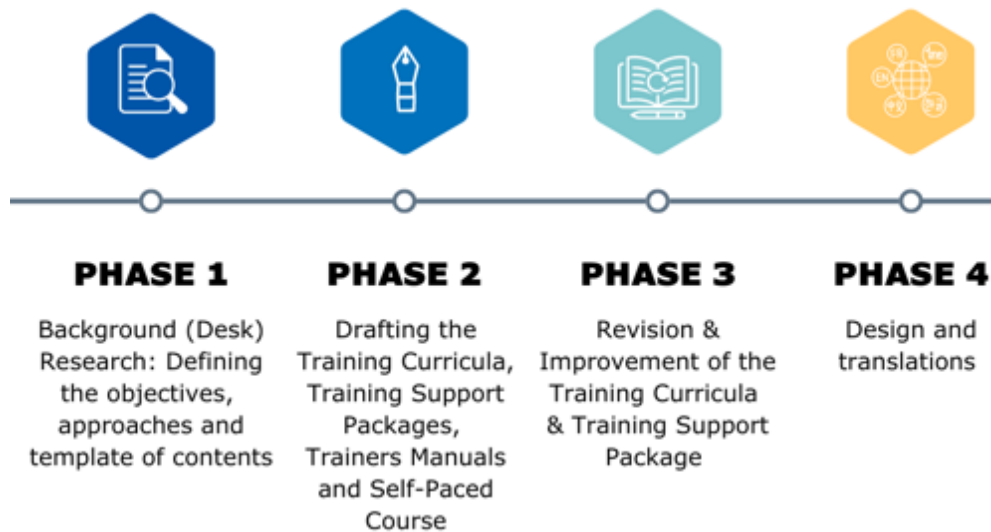 PHASE 1
Background (Desk)
Research: Defining
the objectives,
approaches and
template of contents
PHASE 2
Drafting the
Training Curricula,
Training Support
Packages,
Trainers Manuals
and Self-Paced
Course
PHASE 3
Revision &
Improvement of the
Training Curricula
& Training Support
Package
EN
PHASE 4
Design and
translations